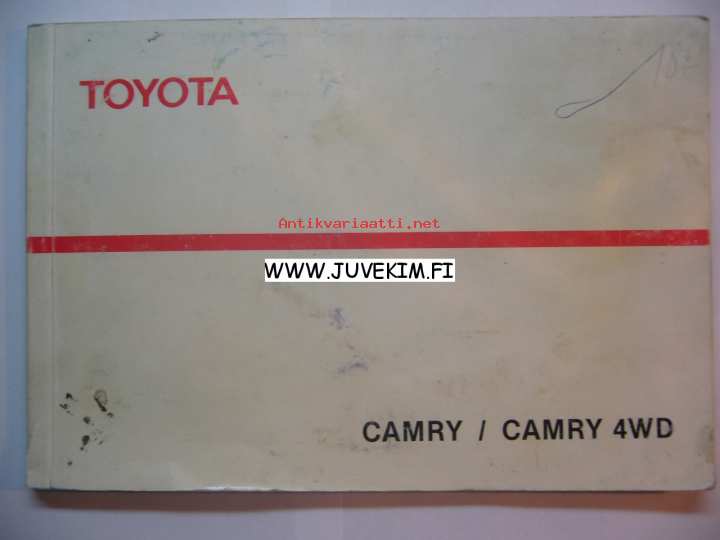 TOYOTA
Antikvariaatti.net
WWW.JUVEKIM.FI
CAMRY / CAMRY 4WD